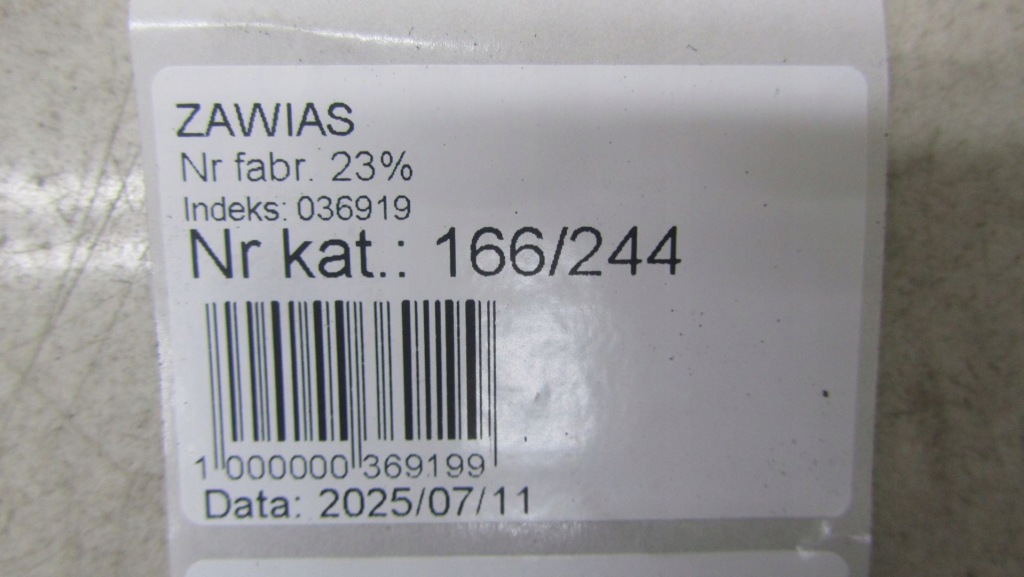 ZAWIAS
Nr fabr. 23%
Indeks: 036919
Nr kat.: 166/244
1 000000 369199
Data: 2025/07/11